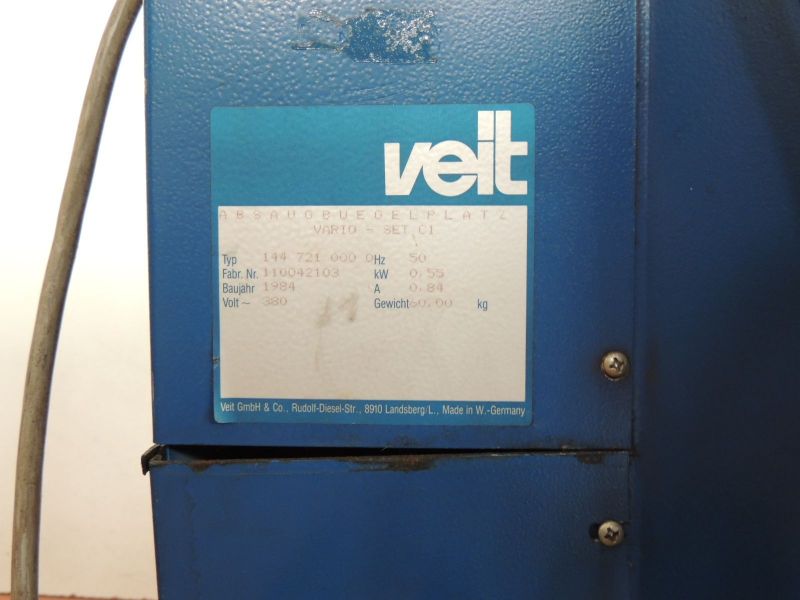 veit
ABSAUGBUEGELPLATZ
VARIO - SET C1
Typ 144 721 000 0 Hz 50
Fabr. Nr. 110042103 kW 0,55
Baujahr 1984 A 0,84
Volt ~ 380 Gewicht 60,00 kg
Veit GmbH & Co., Rudolf-Diesel-Str., 8910 Landsberg/L., Made in W.-Germany